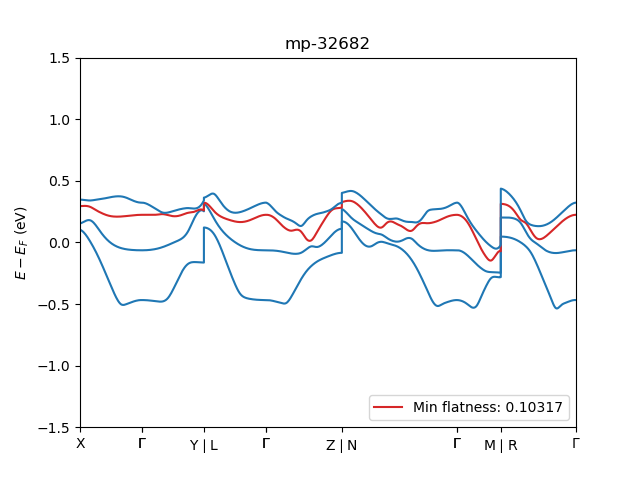 mp-32682
E − E_F (eV)
1.5
1.0
0.5
0.0
−0.5
−1.0
−1.5
Min flatness: 0.10317
X Γ Y | L Γ Z | N Γ M | R Γ